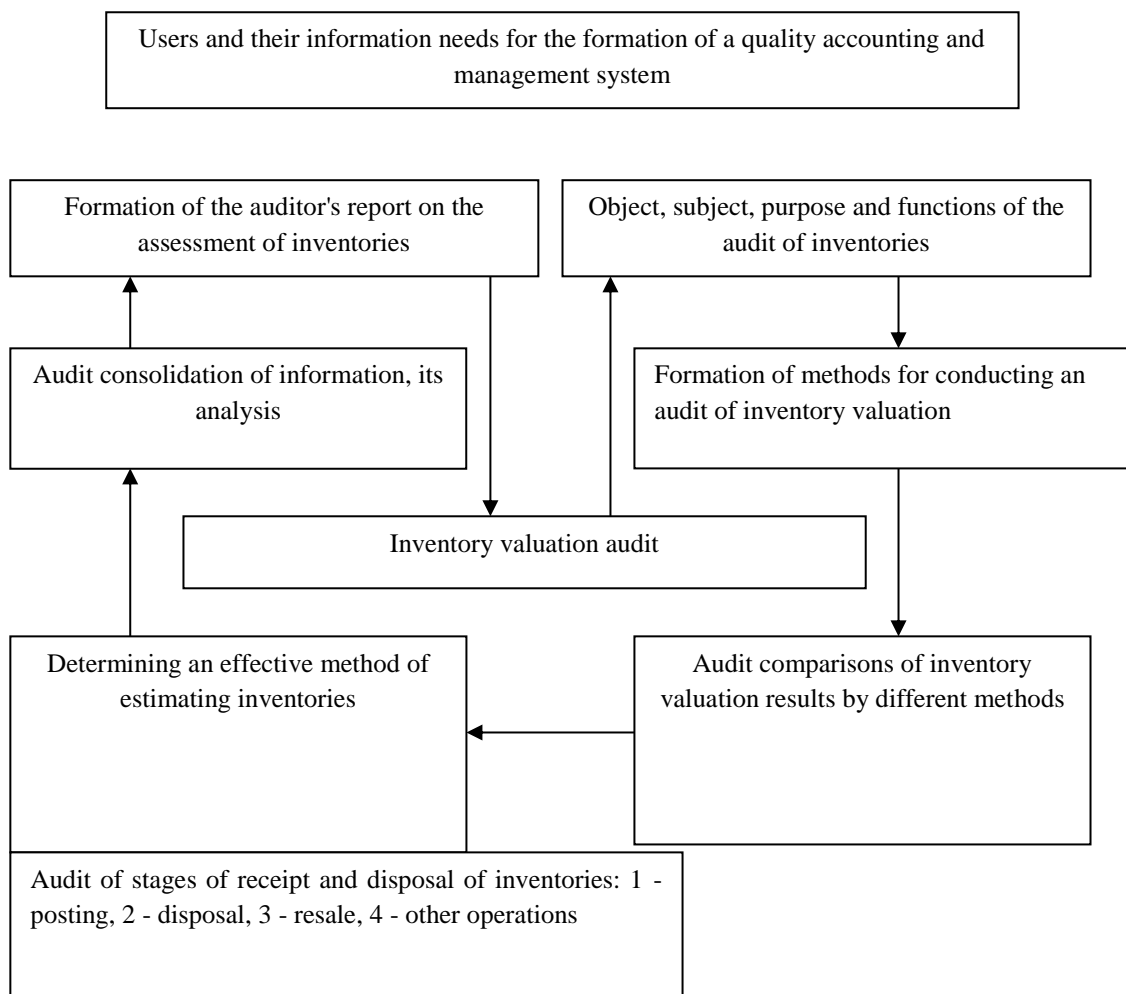 Users and their information needs for the formation of a quality accounting and
management system
Formation of the auditor's report on the
assessment of inventories
Object, subject, purpose and functions of the
audit of inventories
Audit consolidation of information, its
analysis
Formation of methods for conducting an
audit of inventory valuation
Inventory valuation audit
Determining an effective method of
estimating inventories
Audit comparisons of inventory
valuation results by different methods
Audit of stages of receipt and disposal of inventories: 1 -
posting, 2 - disposal, 3 - resale, 4 - other operations